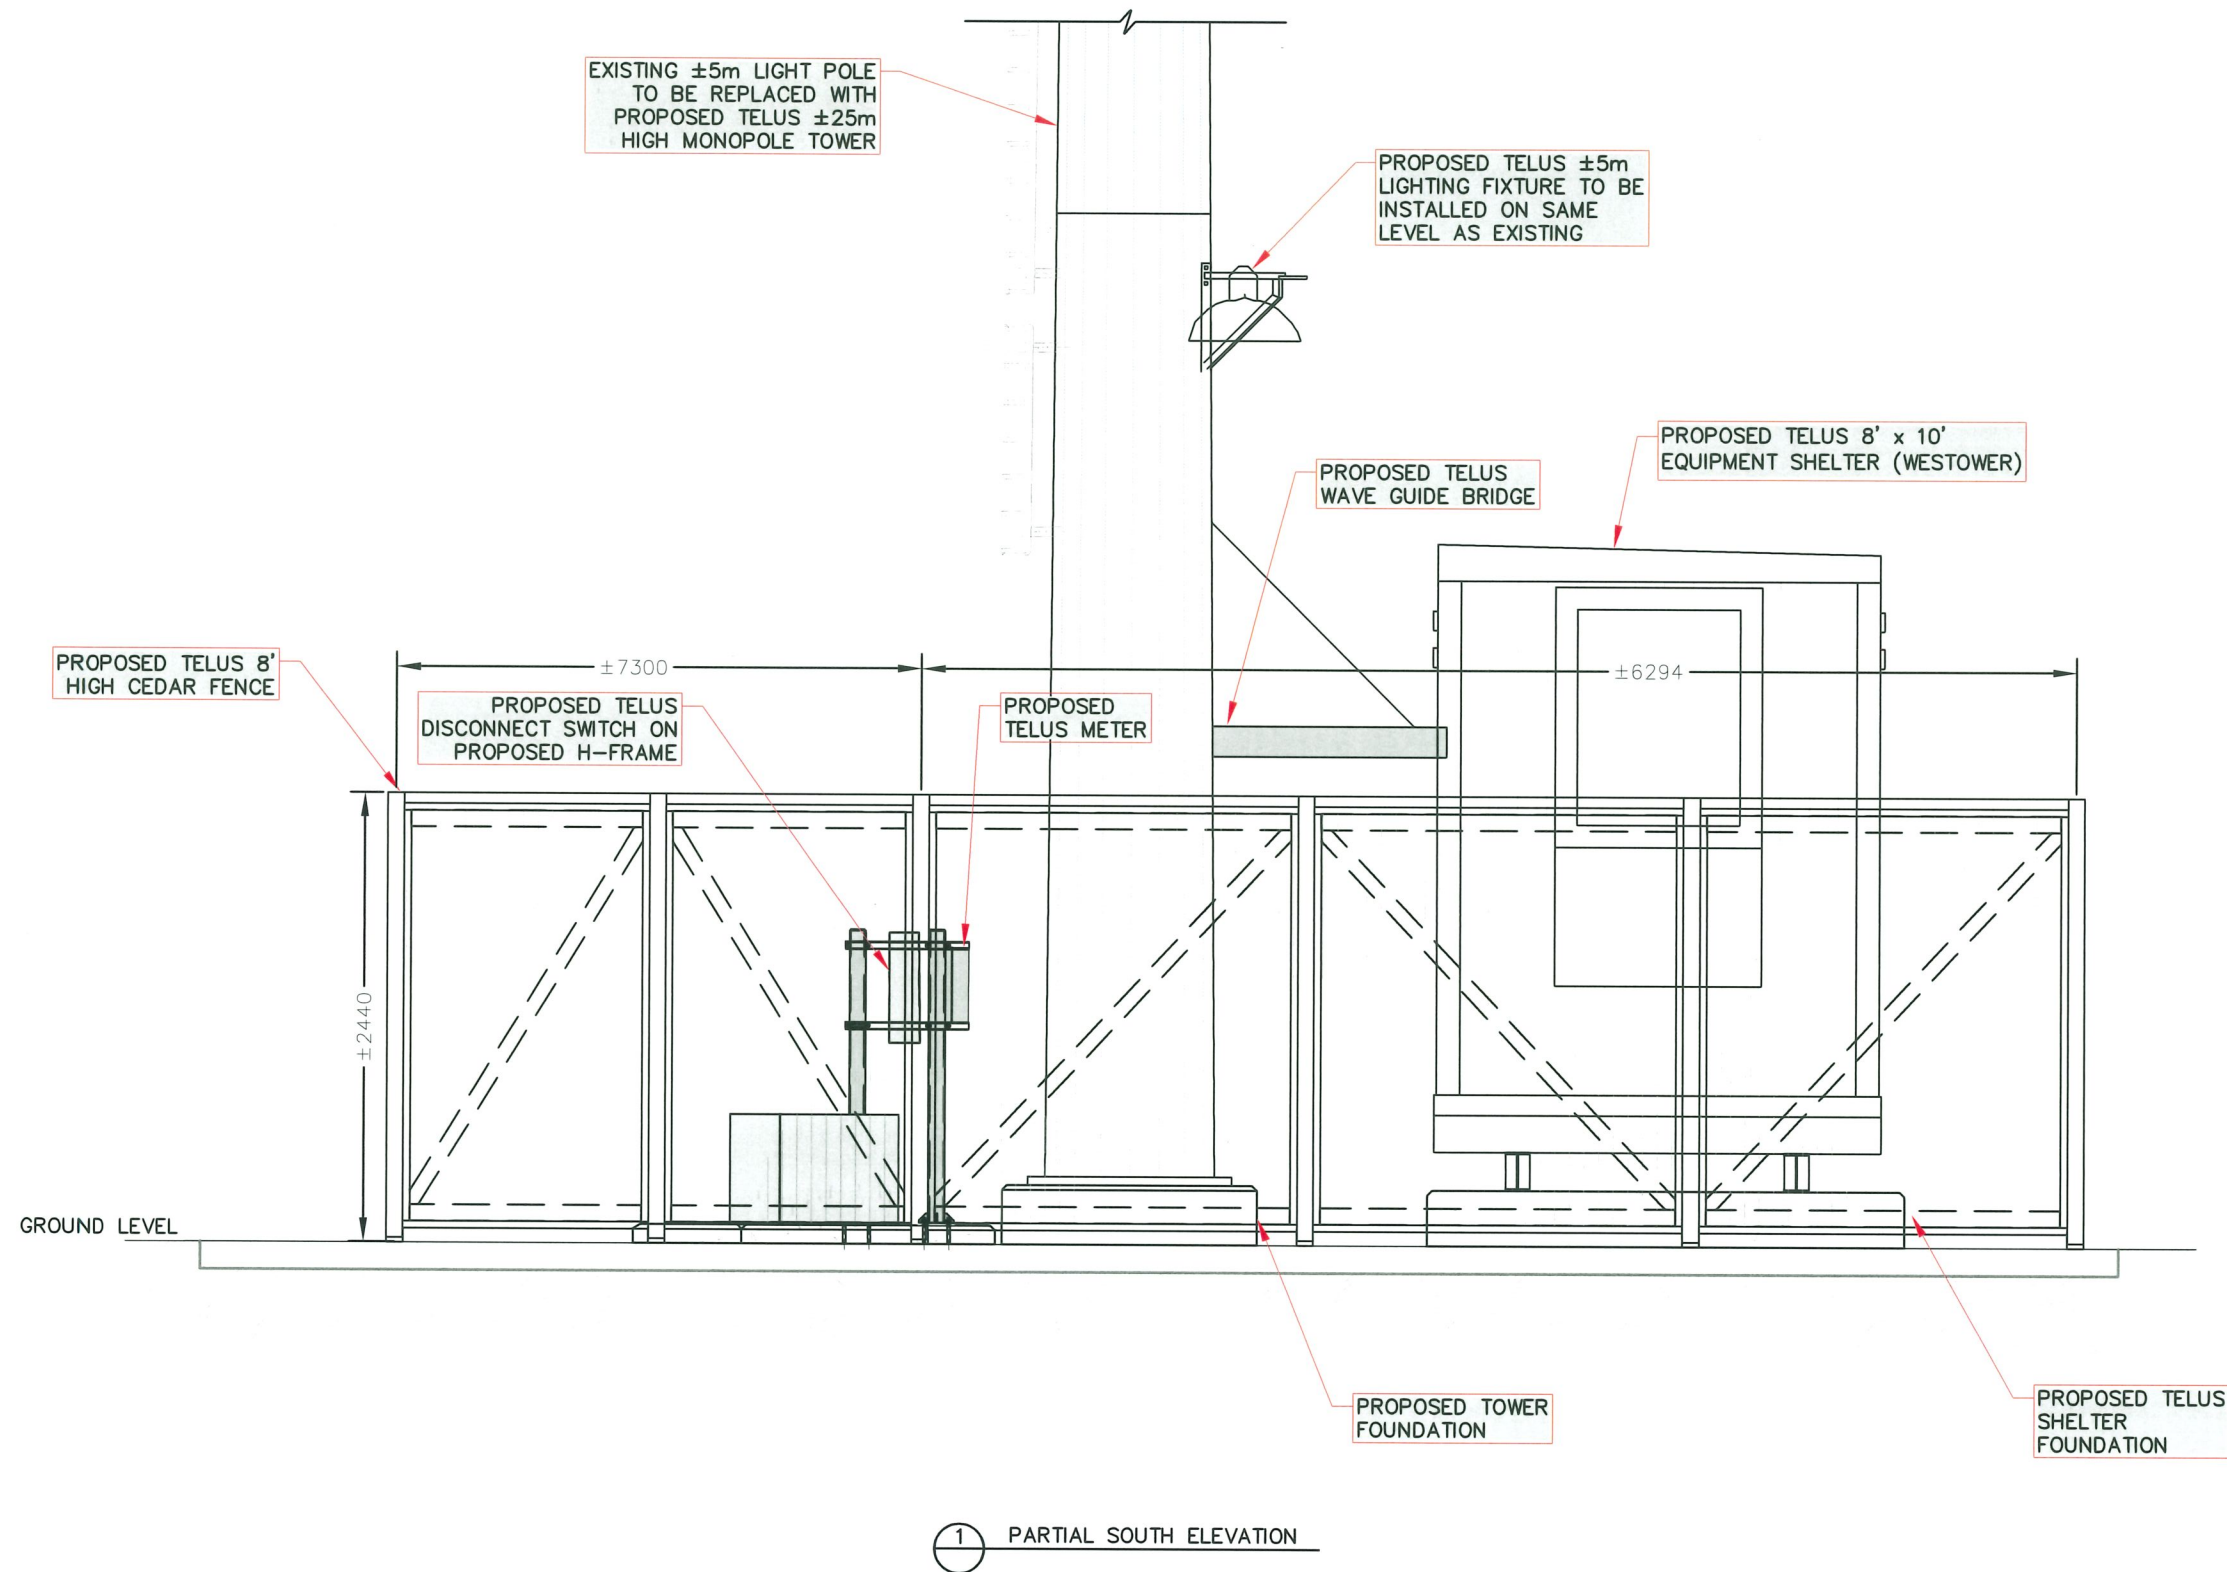 EXISTING ±5m LIGHT POLE
TO BE REPLACED WITH
PROPOSED TELUS ±25m
HIGH MONOPOLE TOWER
PROPOSED TELUS ±5m
LIGHTING FIXTURE TO BE
INSTALLED ON SAME
LEVEL AS EXISTING
PROPOSED TELUS 8' x 10'
EQUIPMENT SHELTER (WESTOWER)
PROPOSED TELUS
WAVE GUIDE BRIDGE
PROPOSED TELUS 8'
HIGH CEDAR FENCE
±7300
±6294
PROPOSED TELUS
DISCONNECT SWITCH ON
PROPOSED H-FRAME
PROPOSED
TELUS METER
±2440
GROUND LEVEL
PROPOSED TOWER
FOUNDATION
PROPOSED TELUS
SHELTER
FOUNDATION
1 PARTIAL SOUTH ELEVATION